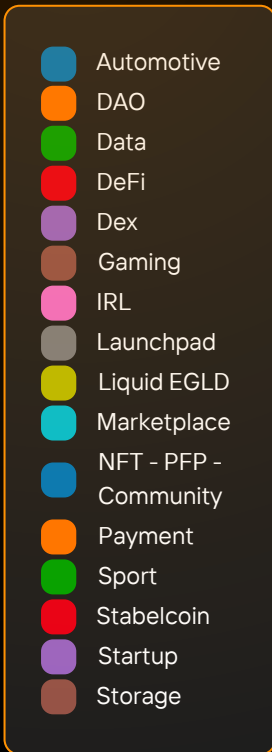 Automotive
DAO
Data
DeFi
Dex
Gaming
IRL
Launchpad
Liquid EGLD
Marketplace
NFT - PFP -
Community
Payment
Sport
Stabelcoin
Startup
Storage